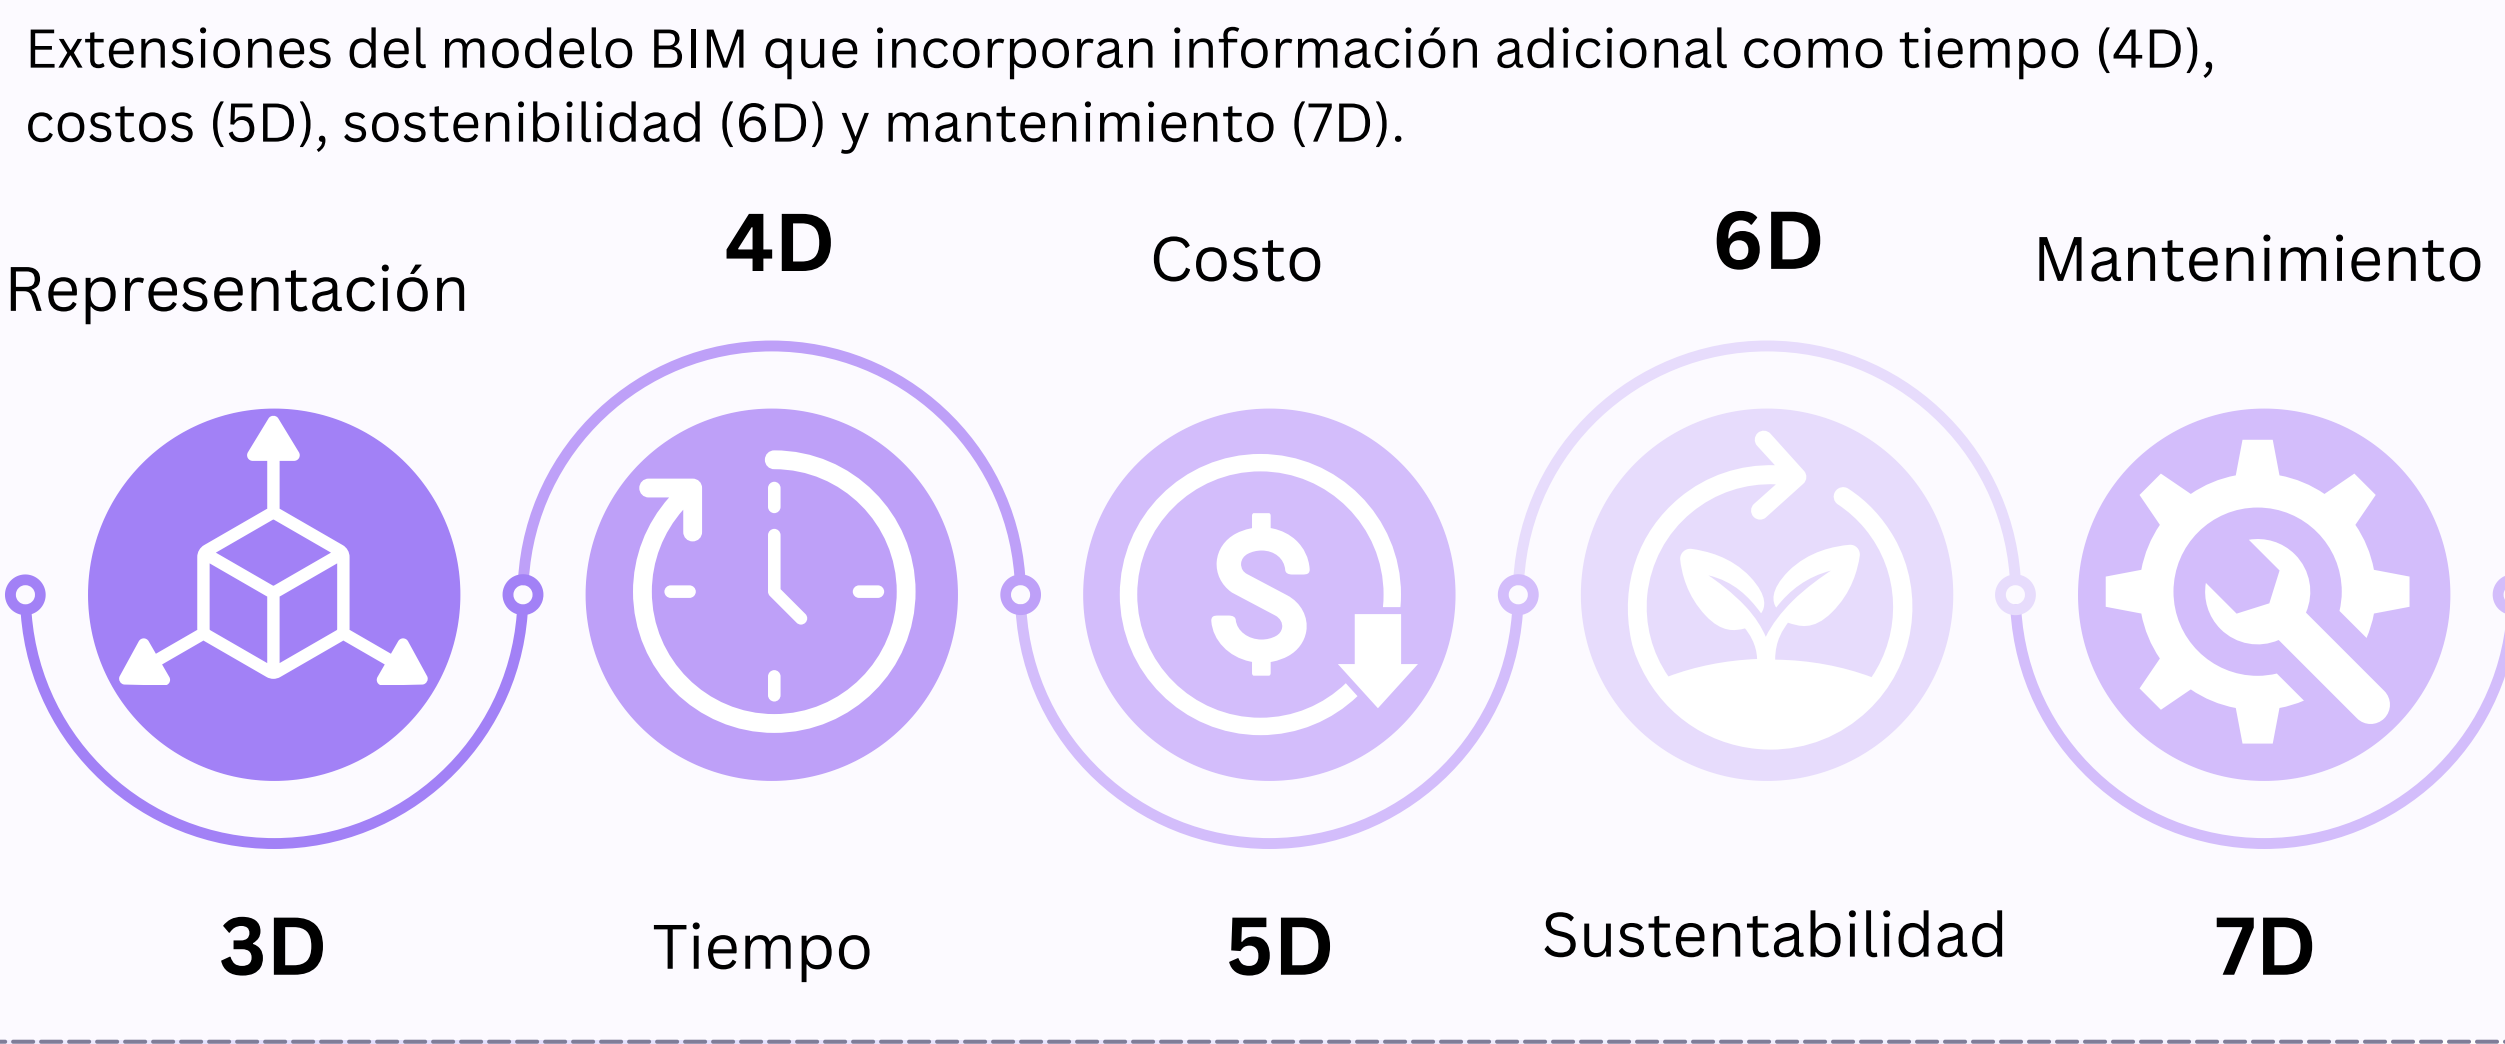 Extensiones del modelo BIM que incorporan información adicional como tiempo (4D),
costos (5D), sostenibilidad (6D) y mantenimiento (7D).
Representación
3D
4D
Tiempo
Costo
5D
6D
Sustentabilidad
Mantenimiento
7D